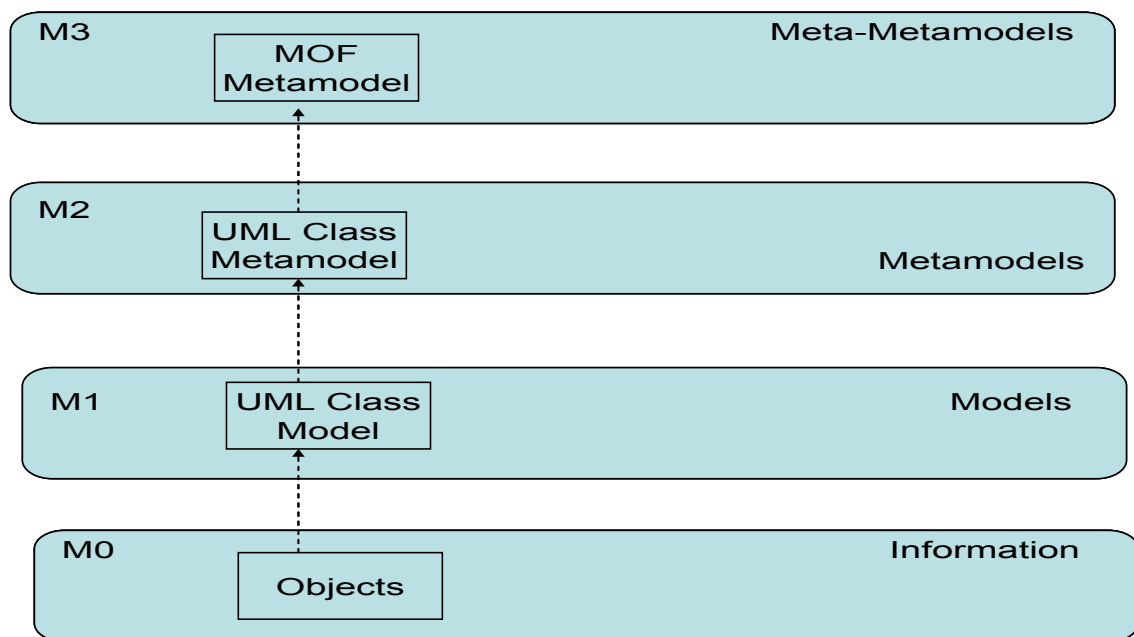 M3
Meta-Metamodels
MOF
Metamodel
M2
UML Class
Metamodel
Metamodels
M1
UML Class
Model
Models
M0
Information
Objects